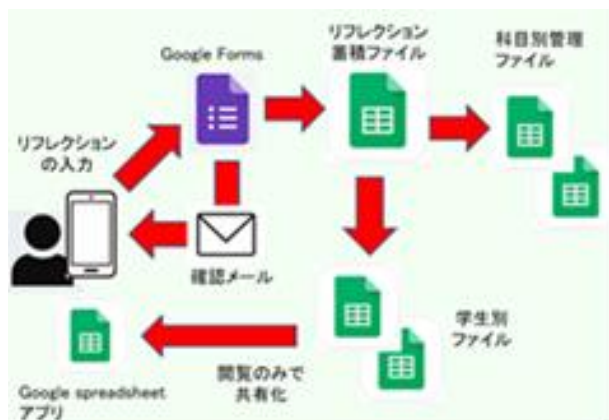 Google Forms
リフレクション
蓄積ファイル
科目別管理
ファイル
リフレクション
の入力
確認メール
学生別
ファイル
閲覧のみで
共有化
Google spreadsheet
アプリ